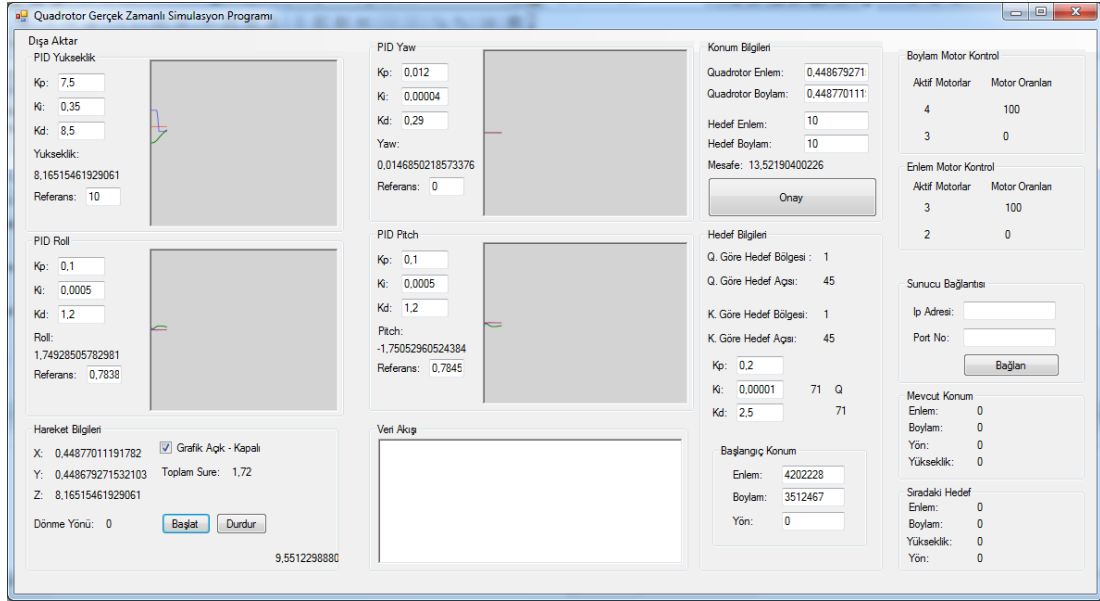 Quadrotor Gerçek Zamanlı Simulasyon Programı
Dışa Aktar
PID Yukseklik
Kp: 7,5
Ki: 0,35
Kd: 8,5
Yukseklik:
8,16515461929061
Referans: 10
PID Yaw
Kp: 0,012
Ki: 0,00004
Kd: 0,29
Yaw:
0,0146850218573376
Referans: 0
Konum Bilgileri
Quadrotor Enlem: 0,448679271
Quadrotor Boylam: 0,448770111
Hedef Enlem: 10
Hedef Boylam: 10
Mesafe: 13,52190400226
Onay
Boylam Motor Kontrol
Aktif Motorlar Motor Oranları
4 100
3 0
Enlem Motor Kontrol
Aktif Motorlar Motor Oranları
3 100
2 0
PID Roll
Kp: 0,1
Ki: 0,0005
Kd: 1,2
Roll:
1,74928505782981
Referans: 0,7838
PID Pitch
Kp: 0,1
Ki: 0,0005
Kd: 1,2
Pitch:
-1,75052960524384
Referans: 0,7845
Hedef Bilgileri
Q. Göre Hedef Bölgesi : 1
Q. Göre Hedef Açısı: 45
K. Göre Hedef Bölgesi: 1
K. Göre Hedef Açısı: 45
Kp: 0,2
Ki: 0,00001 71 Q
Kd: 2,5 71
Başlangıç Konum
Enlem: 4202228
Boylam: 3512467
Yön: 0
Sunucu Bağlantısı
Ip Adresi:
Port No:
Bağlan
Mevcut Konum
Enlem: 0
Boylam: 0
Yön: 0
Yükseklik: 0
Sıradaki Hedef
Enlem: 0
Boylam: 0
Yükseklik: 0
Yön: 0
Hareket Bilgileri
X: 0,44877011191782
Grafik Açık - Kapalı
Y: 0,448679271532103
Toplam Sure: 1,72
Z: 8,16515461929061
Dönme Yönü: 0
Başlat
Durdur
9,5512298880
Veri Akışı